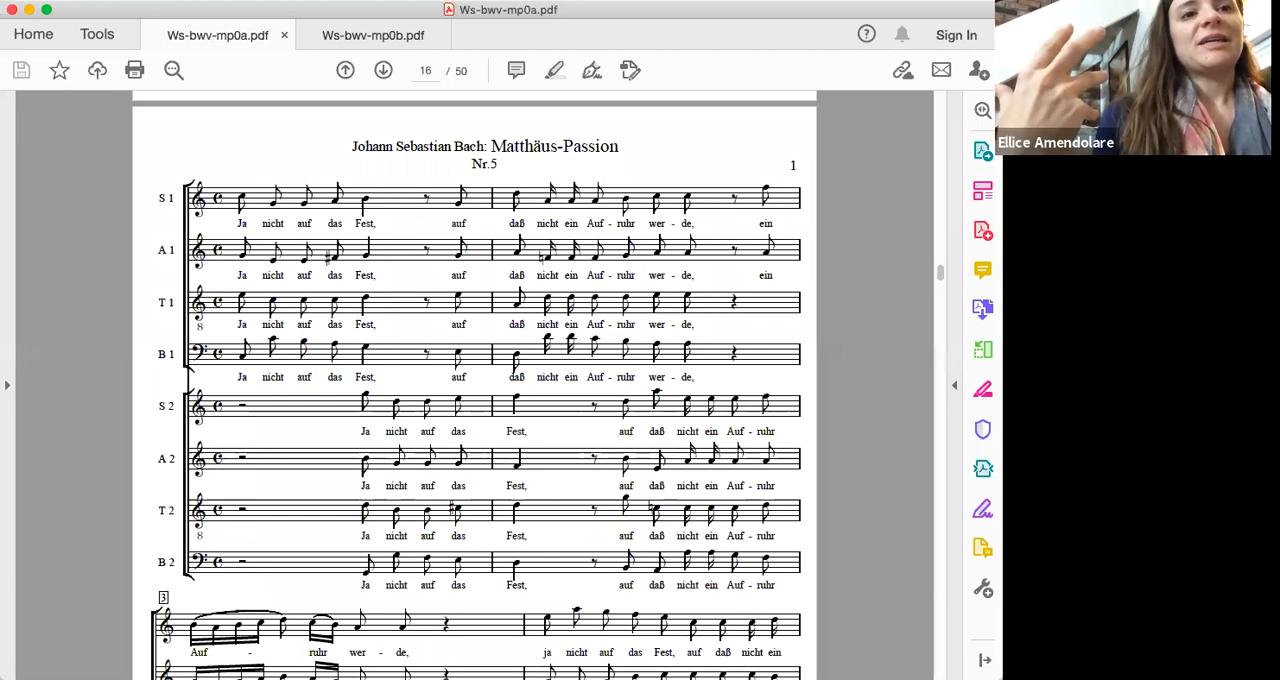 Ws-bwv-mp0a.pdf
Home Tools Ws-bwv-mp0a.pdf × Ws-bwv-mp0b.pdf ? Sign In
16 / 50
Ellice Amendolare
Johann Sebastian Bach: Matthäus-Passion
Nr.5
1
S 1
Ja nicht auf das Fest, auf daß nicht ein Auf - ruhr wer - de, ein
A 1
Ja nicht auf das Fest, auf daß nicht ein Auf - ruhr wer - de, ein
T 1
8
Ja nicht auf das Fest, auf daß nicht ein Auf - ruhr wer - de,
B 1
Ja nicht auf das Fest, auf daß nicht ein Auf - ruhr wer - de,
S 2
Ja nicht auf das Fest, auf daß nicht ein Auf - ruhr
A 2
Ja nicht auf das Fest, auf daß nicht ein Auf - ruhr
T 2
8
Ja nicht auf das Fest, auf daß nicht ein Auf - ruhr
B 2
Ja nicht auf das Fest, auf daß nicht ein Auf - ruhr
3
Auf - ruhr wer - de, ja nicht auf das Fest, auf daß nicht ein